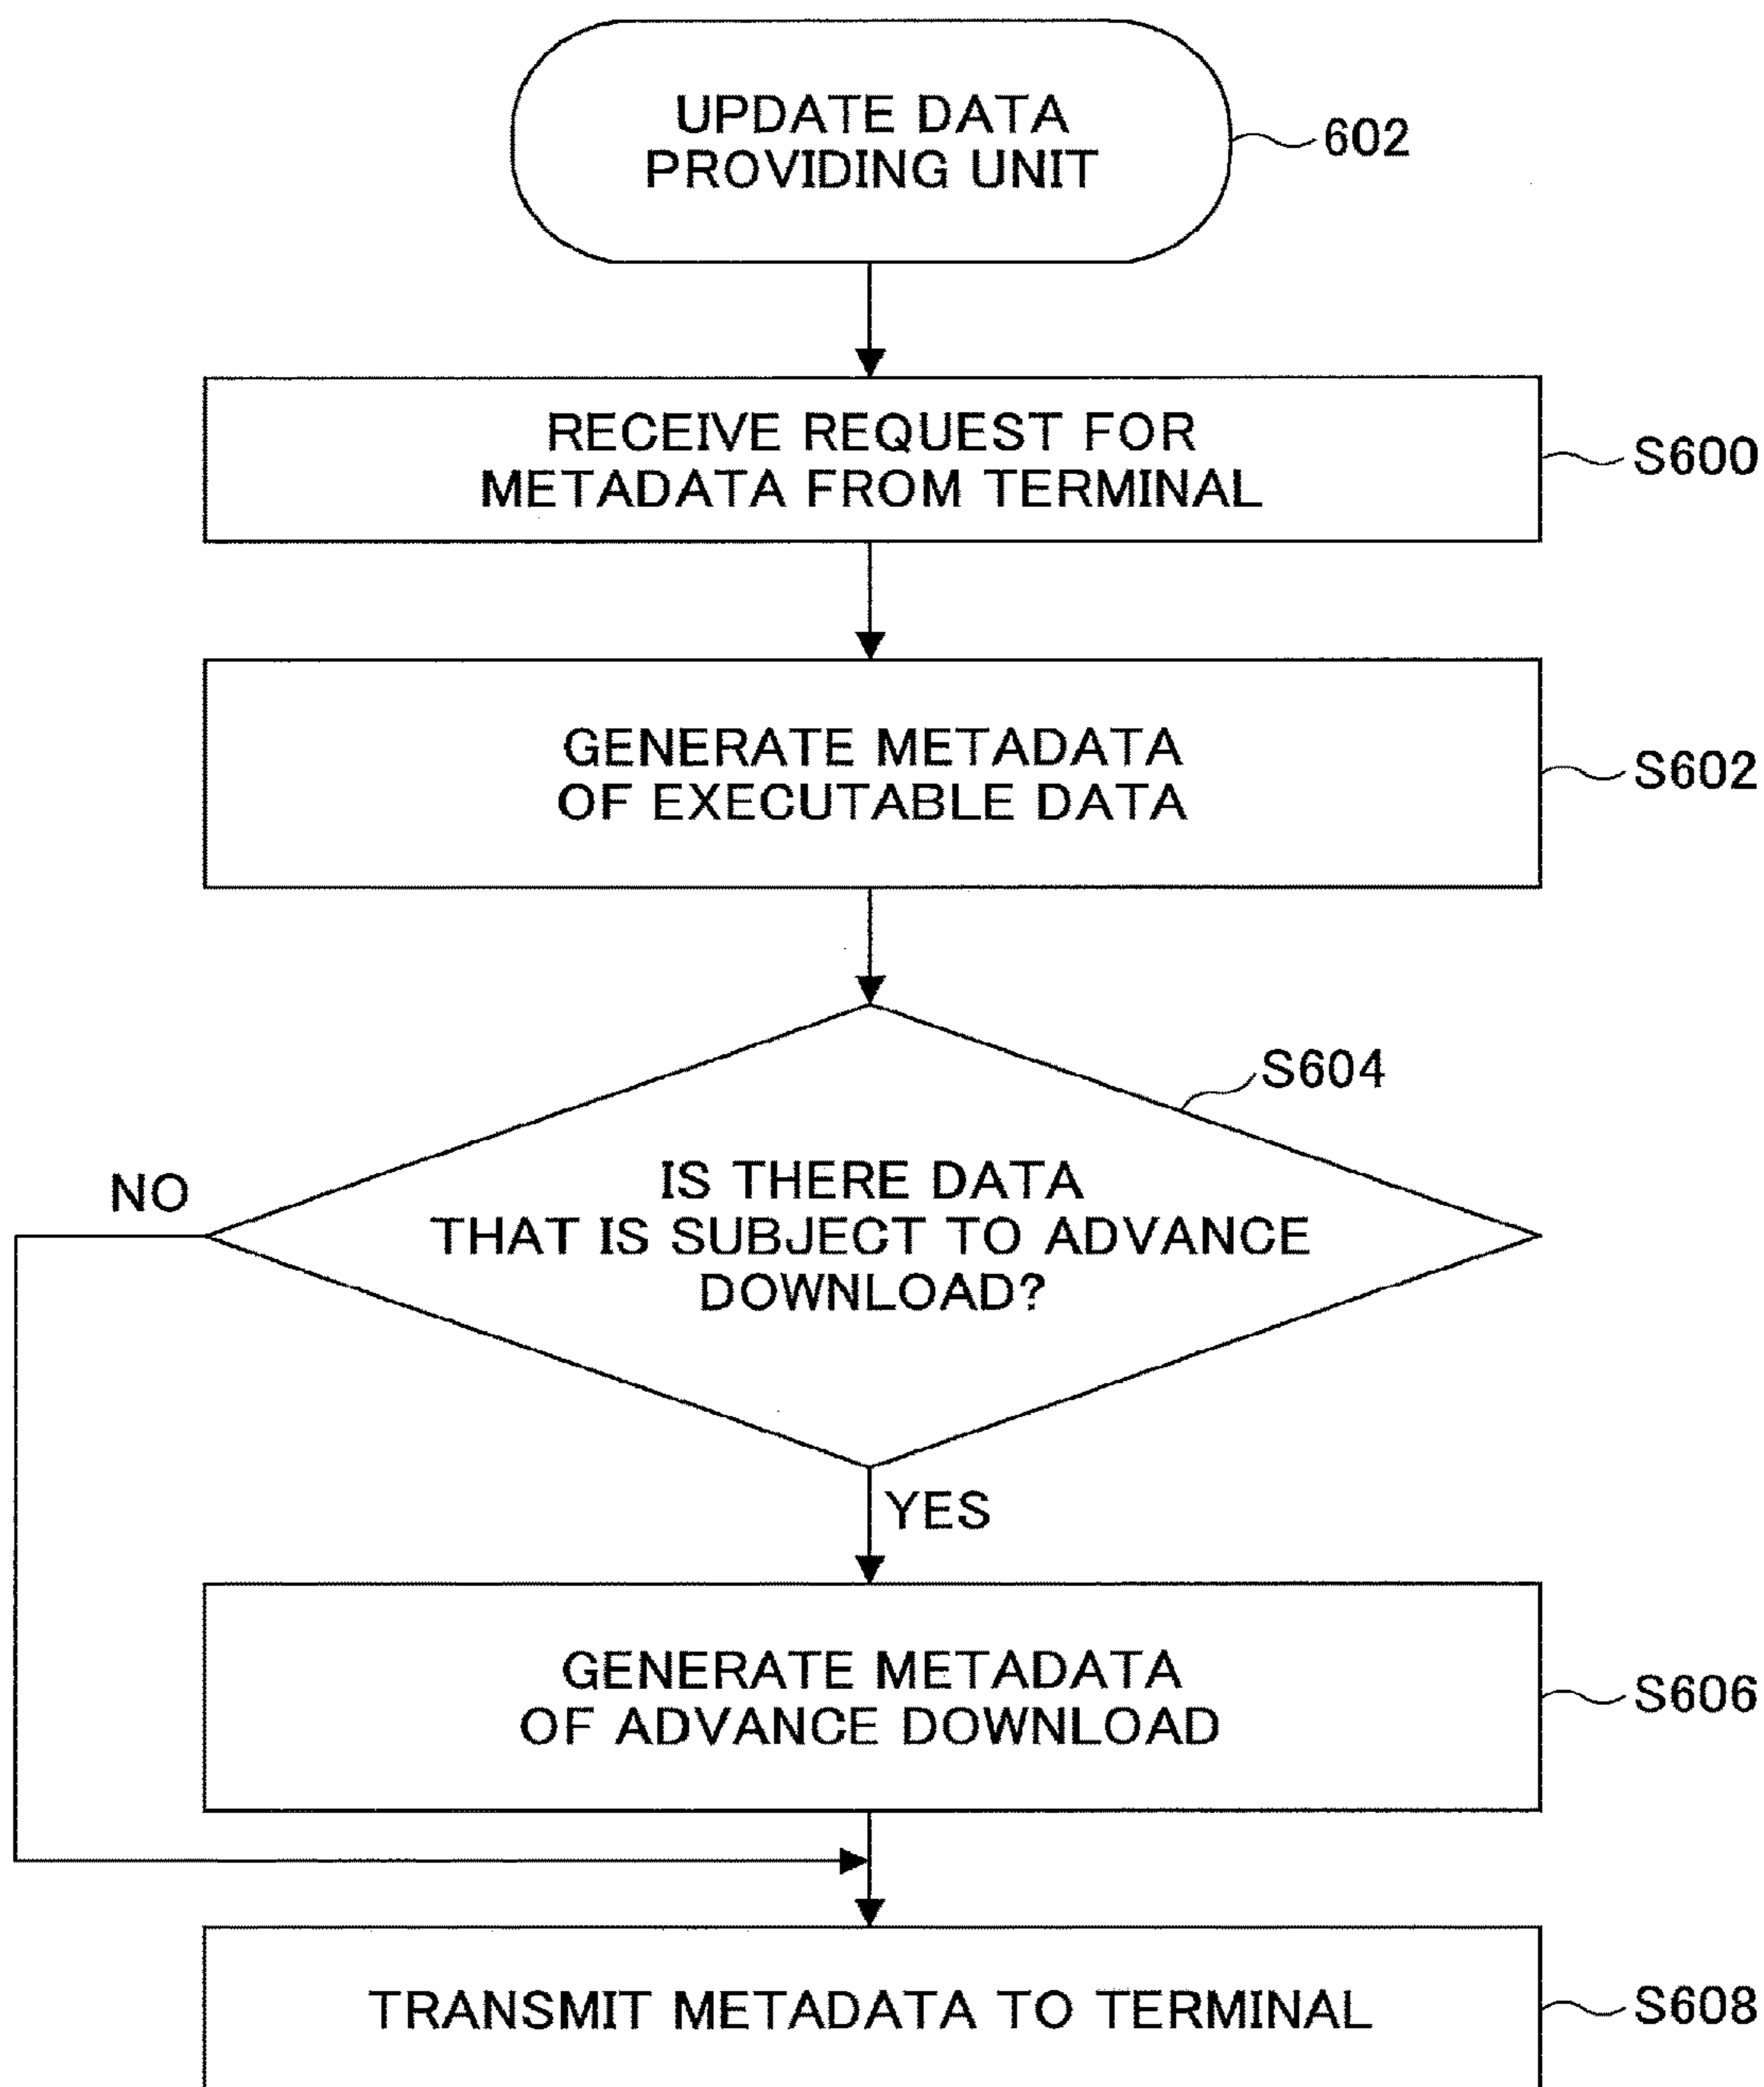 UPDATE DATA
PROVIDING UNIT
602
RECEIVE REQUEST FOR
METADATA FROM TERMINAL
S600
GENERATE METADATA
OF EXECUTABLE DATA
S602
S604
IS THERE DATA
THAT IS SUBJECT TO ADVANCE
DOWNLOAD?
NO
YES
GENERATE METADATA
OF ADVANCE DOWNLOAD
S606
TRANSMIT METADATA TO TERMINAL
S608